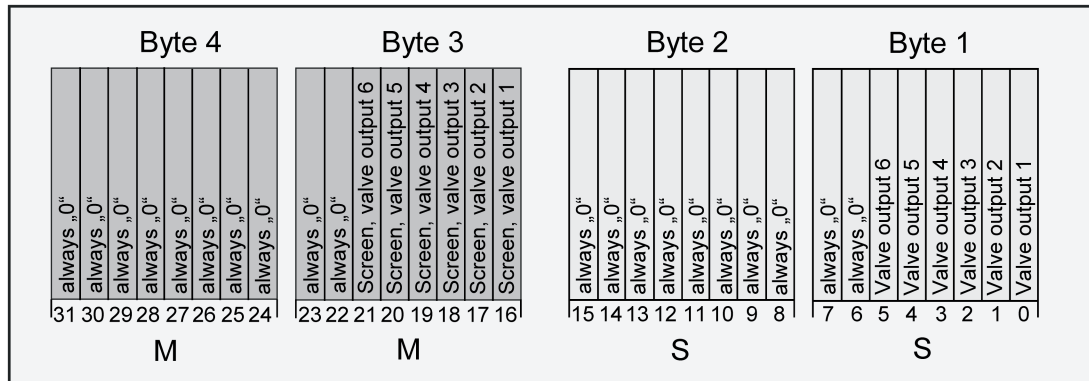 Byte 4
Byte 3
Byte 2
Byte 1
always „0“
always „0“
always „0“
always „0“
always „0“
always „0“
always „0“
always „0“
always „0“
always „0“
Screen, valve output 6
Screen, valve output 5
Screen, valve output 4
Screen, valve output 3
Screen, valve output 2
Screen, valve output 1
always „0“
always „0“
always „0“
always „0“
always „0“
always „0“
always „0“
always „0“
always „0“
always „0“
Valve output 6
Valve output 5
Valve output 4
Valve output 3
Valve output 2
Valve output 1
31 30 29 28 27 26 25 24
23 22 21 20 19 18 17 16
15 14 13 12 11 10 9 8
7 6 5 4 3 2 1 0
M
M
S
S